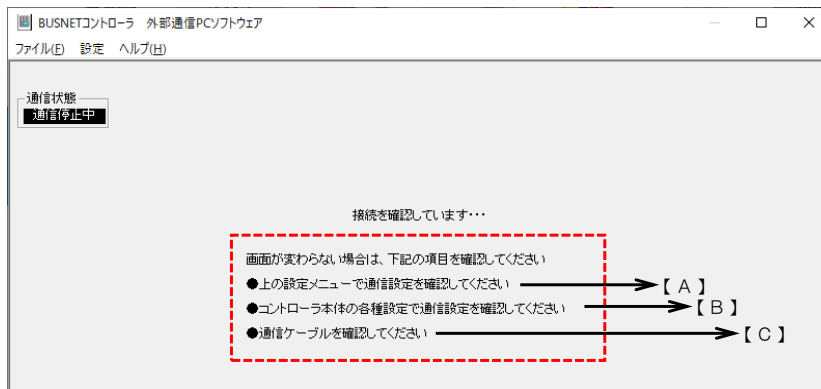 BUSNETコントローラ 外部通信PCソフトウェア
ファイル(F) 設定 ヘルプ(H)
通信状態
通信停止中
接続を確認しています・・・
画面が変わらない場合は、下記の項目を確認してください
●上の設定メニューで通信設定を確認してください 【 A 】
●コントローラ本体の各種設定で通信設定を確認してください 【 B 】
●通信ケーブルを確認してください 【 C 】